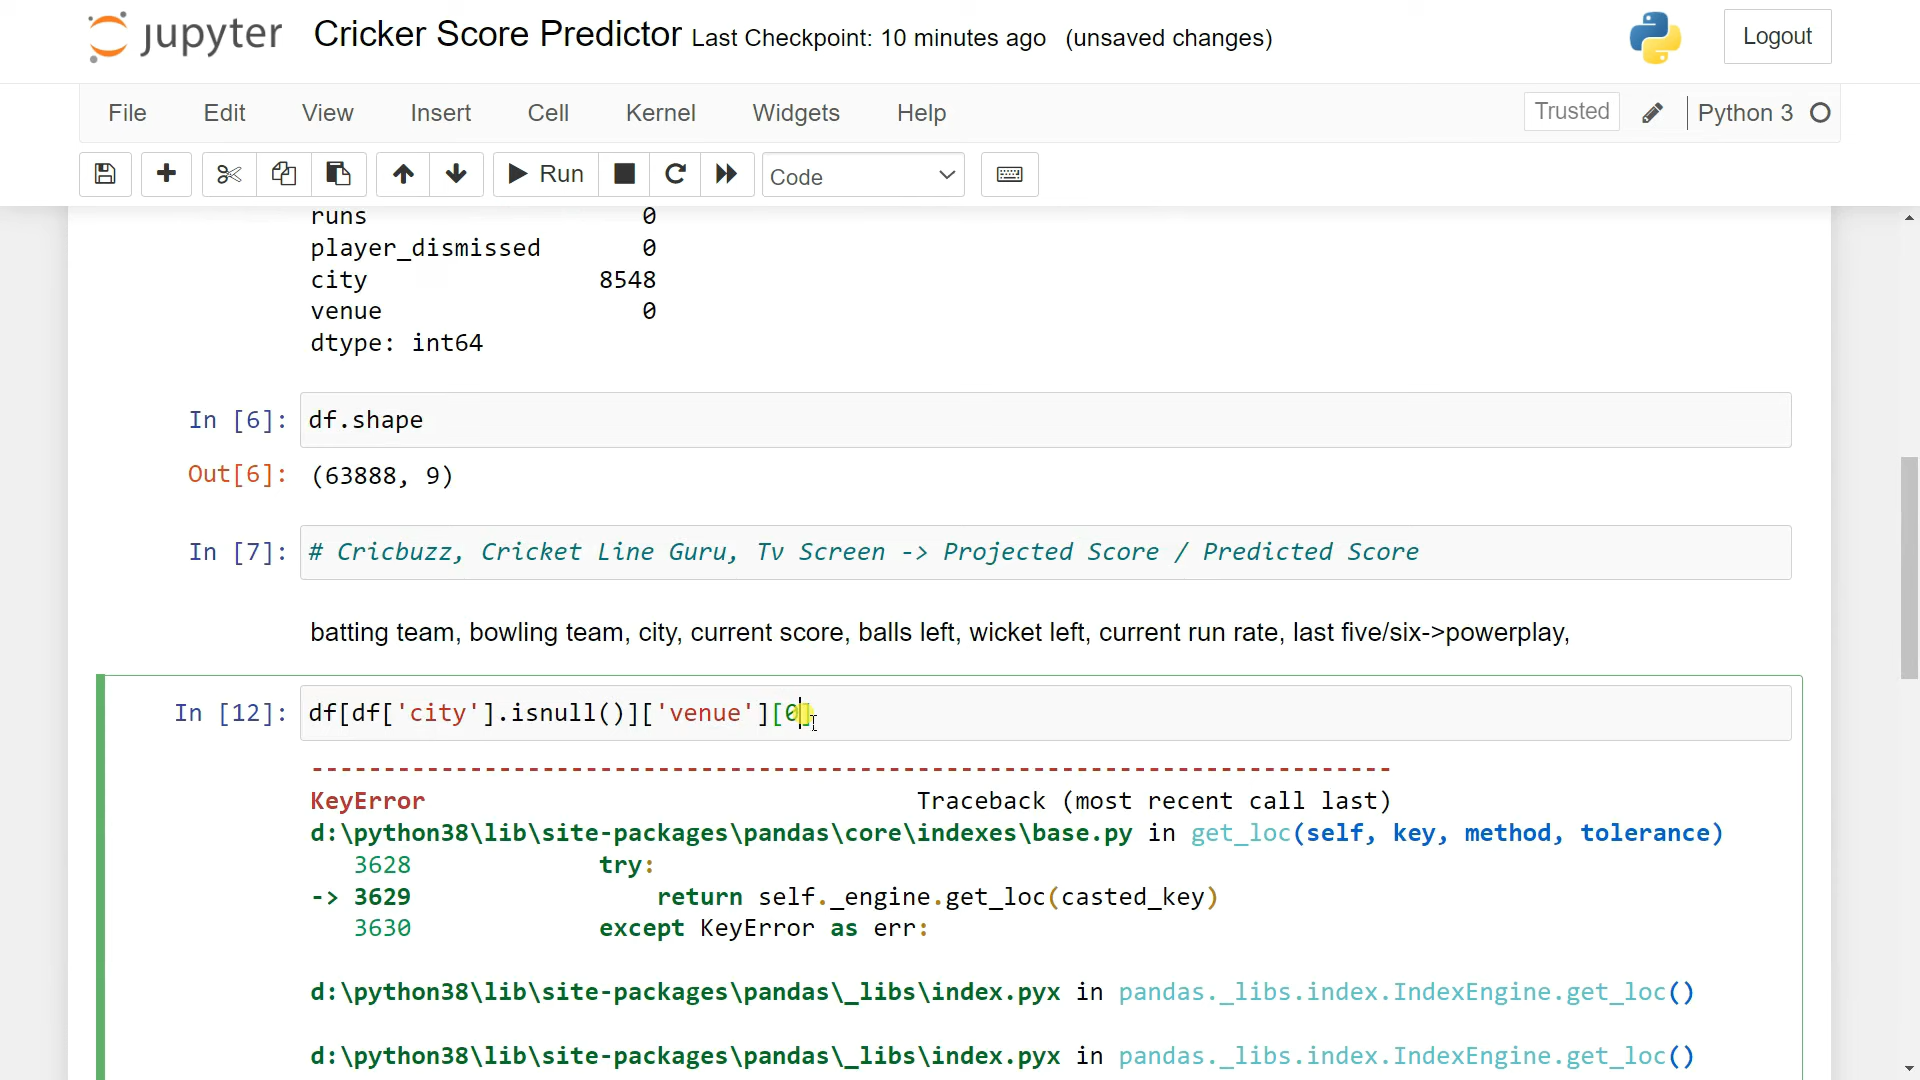 jupyter Cricker Score Predictor Last Checkpoint: 10 minutes ago (unsaved changes) Logout
File Edit View Insert Cell Kernel Widgets Help Trusted Python 3
Run Code
runs 0
player_dismissed 0
city 8548
venue 0
dtype: int64
In [6]: df.shape
Out[6]: (63888, 9)
In [7]: # Cricbuzz, Cricket Line Guru, Tv Screen -> Projected Score / Predicted Score
batting team, bowling team, city, current score, balls left, wicket left, current run rate, last five/six->powerplay,
In [12]: df[df['city'].isnull()]['venue'][0]
---------------------------------------------------------------------------
KeyError Traceback (most recent call last)
d:\python38\lib\site-packages\pandas\core\indexes\base.py in get_loc(self, key, method, tolerance)
3628 try:
-> 3629 return self._engine.get_loc(casted_key)
3630 except KeyError as err:
d:\python38\lib\site-packages\pandas\_libs\index.pyx in pandas._libs.index.IndexEngine.get_loc()
d:\python38\lib\site-packages\pandas\_libs\index.pyx in pandas._libs.index.IndexEngine.get_loc()